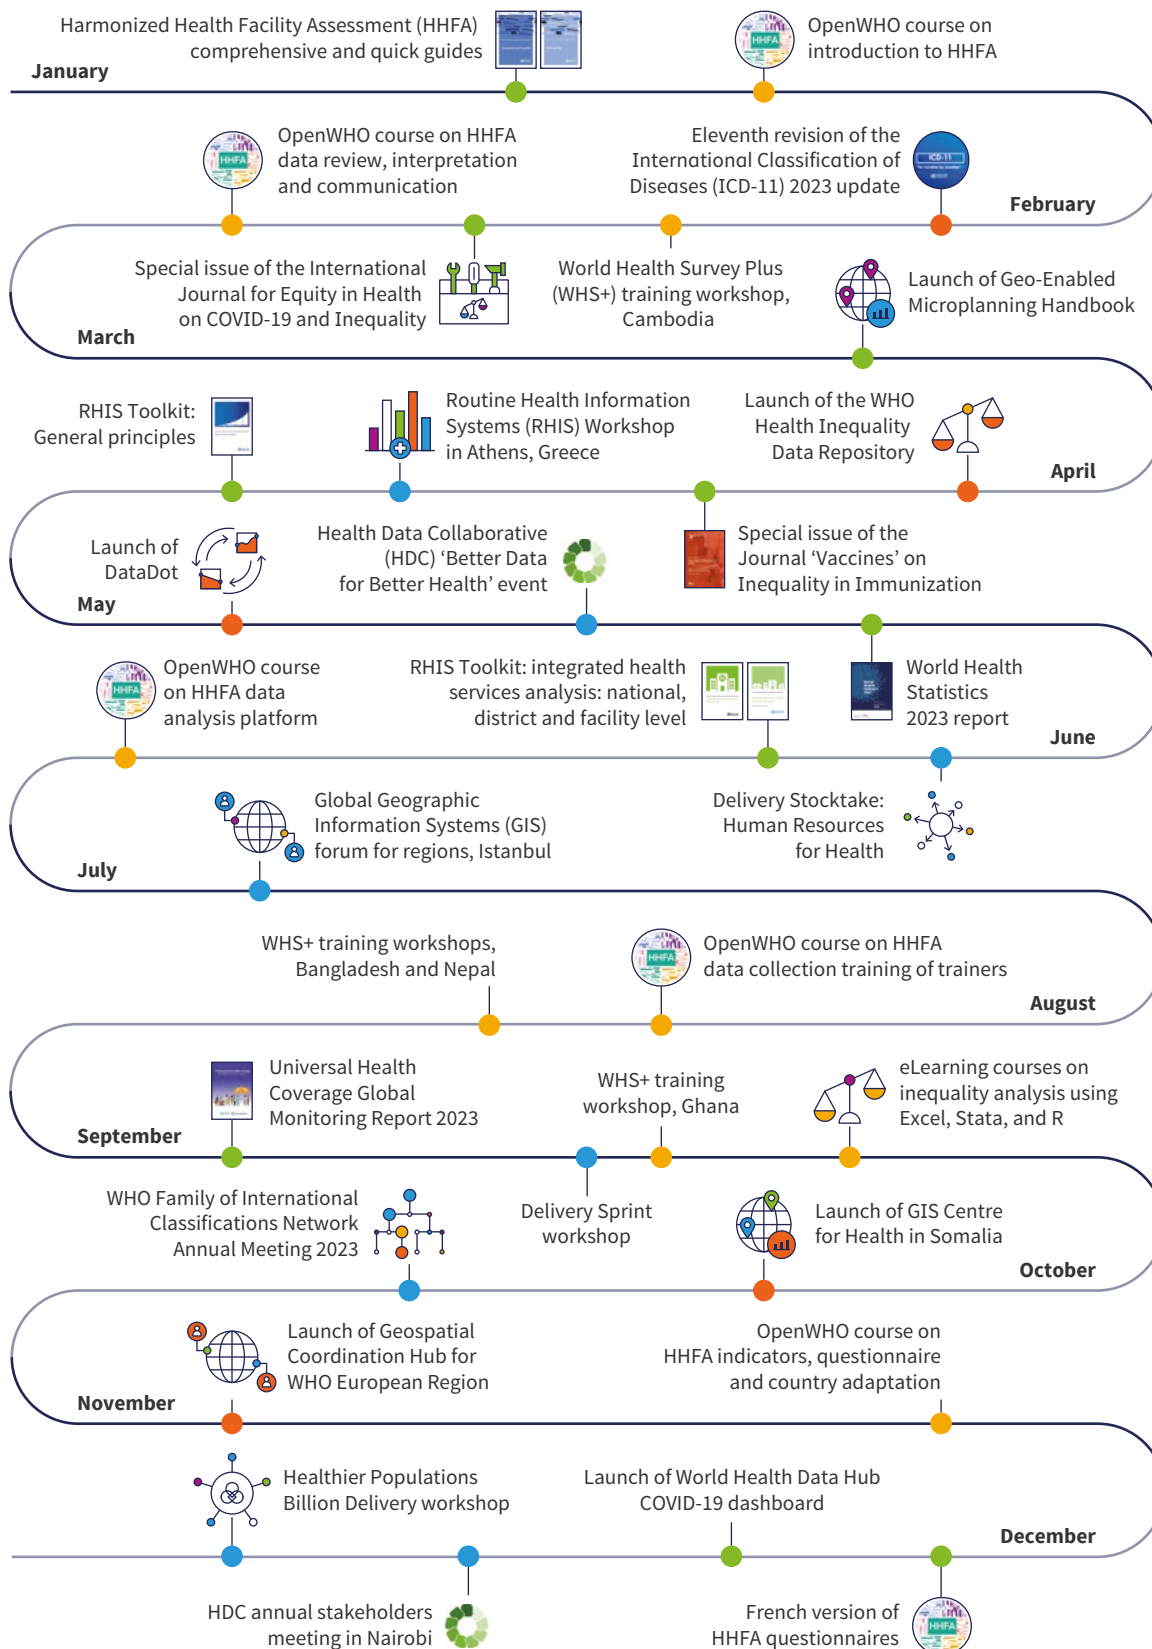 Harmonized Health Facility Assessment (HHFA)
comprehensive and quick guides
HHFA
OpenWHO course on
introduction to HHFA
January
HHFA
OpenWHO course on HHFA
data review, interpretation
and communication
Eleventh revision of the
International Classification of
Diseases (ICD-11) 2023 update
ICD-11
February
Special issue of the International
Journal for Equity in Health
on COVID-19 and Inequality
World Health Survey Plus
(WHS+) training workshop,
Cambodia
Launch of Geo-Enabled
Microplanning Handbook
March
RHIS Toolkit:
General principles
Routine Health Information
Systems (RHIS) Workshop
in Athens, Greece
Launch of the WHO
Health Inequality
Data Repository
April
Launch of
DataDot
Health Data Collaborative
(HDC) ‘Better Data
for Better Health’ event
Special issue of the
Journal ‘Vaccines’ on
Inequality in Immunization
May
HHFA
OpenWHO course
on HHFA data
analysis platform
RHIS Toolkit: integrated health
services analysis: national,
district and facility level
World Health
Statistics
2023 report
June
Global Geographic
Information Systems (GIS)
forum for regions, Istanbul
Delivery Stocktake:
Human Resources
for Health
July
WHS+ training workshops,
Bangladesh and Nepal
HHFA
OpenWHO course on HHFA
data collection training of trainers
August
Universal Health
Coverage Global
Monitoring Report 2023
WHS+ training
workshop, Ghana
eLearning courses on
inequality analysis using
Excel, Stata, and R
September
WHO Family of International
Classifications Network
Annual Meeting 2023
Delivery Sprint
workshop
Launch of GIS Centre
for Health in Somalia
October
Launch of Geospatial
Coordination Hub for
WHO European Region
OpenWHO course on
HHFA indicators, questionnaire
and country adaptation
November
Healthier Populations
Billion Delivery workshop
Launch of World Health Data Hub
COVID-19 dashboard
December
HDC annual stakeholders
meeting in Nairobi
French version of
HHFA questionnaires
HHFA